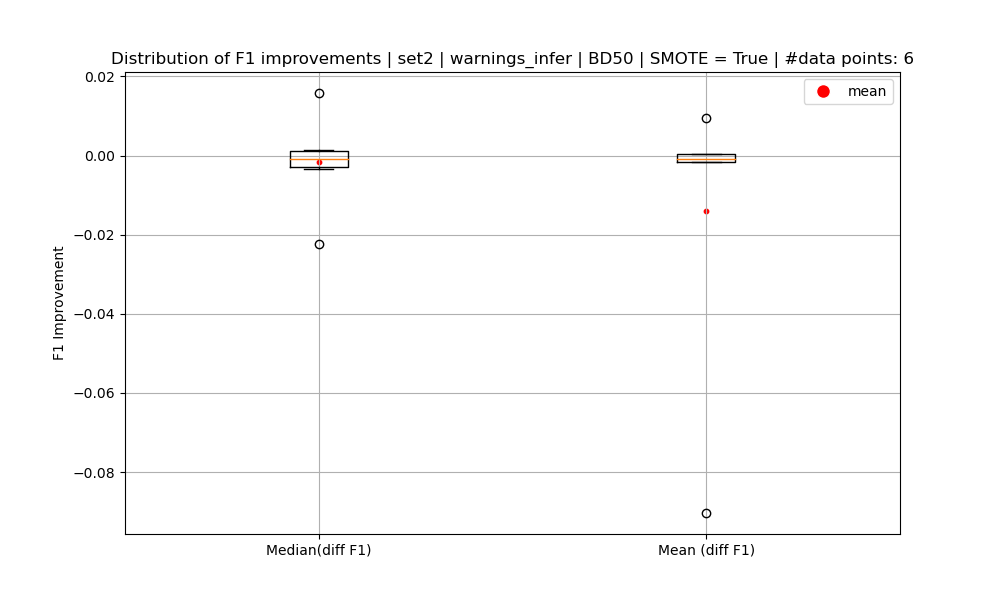 Distribution of F1 improvements | set2 | warnings_infer | BD50 | SMOTE = True | #data points: 6
0.02
mean
0.00
−0.02
−0.04
−0.06
−0.08
F1 Improvement
Median(diff F1)
Mean (diff F1)